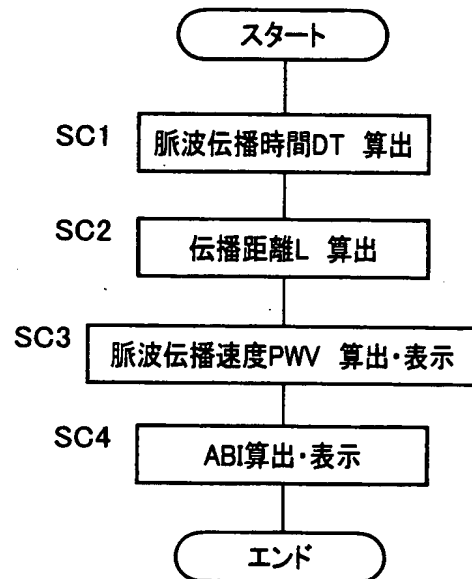 スタート
SC1
脈波伝播時間DT 算出
SC2
伝播距離L 算出
SC3
脈波伝播速度PWV 算出・表示
SC4
ABI算出・表示
エンド